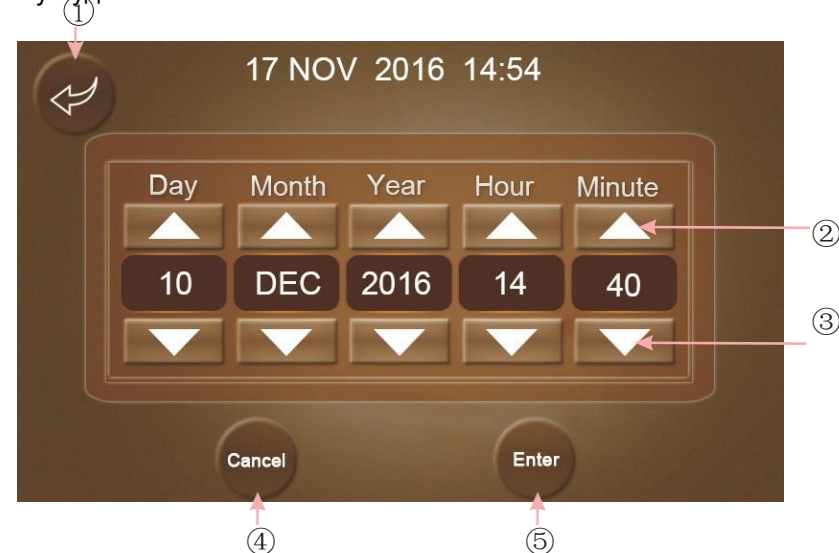 ①
17 NOV 2016 14:54
Day Month Year Hour Minute
②
10 DEC 2016 14 40
③
Cancel Enter
④ ⑤